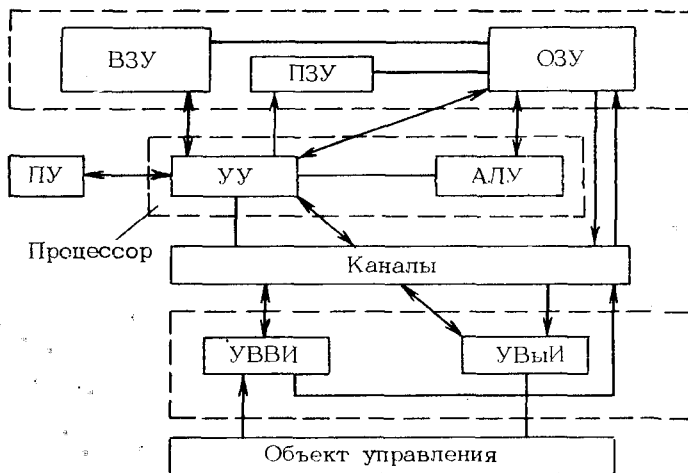 ВЗУ
ПЗУ
ОЗУ
ПУ
УУ
АЛУ
Процессор
Каналы
УВВИ
УВыИ
Объект управления